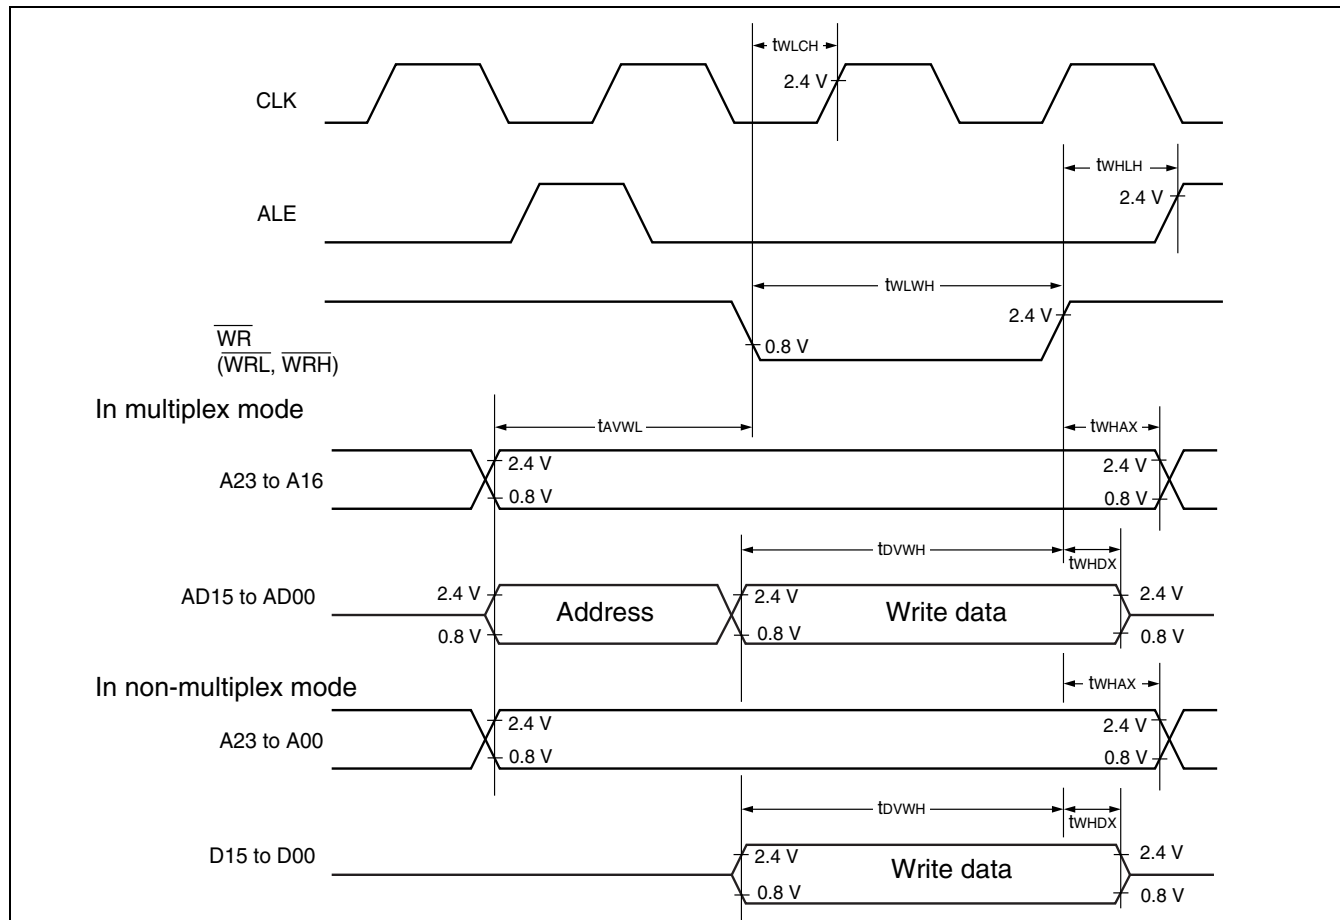 tWLCH
2.4 V
CLK
tWHLH
2.4 V
ALE
tWLWH
2.4 V
0.8 V
WR
(WRL, WRH)
In multiplex mode
tAVWL
tWHAX
2.4 V 2.4 V
A23 to A16
0.8 V 0.8 V
tDVWH
tWHDX
AD15 to AD00
2.4 V Address 2.4 V Write data 2.4 V
0.8 V 0.8 V 0.8 V
In non-multiplex mode
tWHAX
2.4 V 2.4 V
A23 to A00
0.8 V 0.8 V
tDVWH
tWHDX
D15 to D00
2.4 V Write data 2.4 V
0.8 V 0.8 V